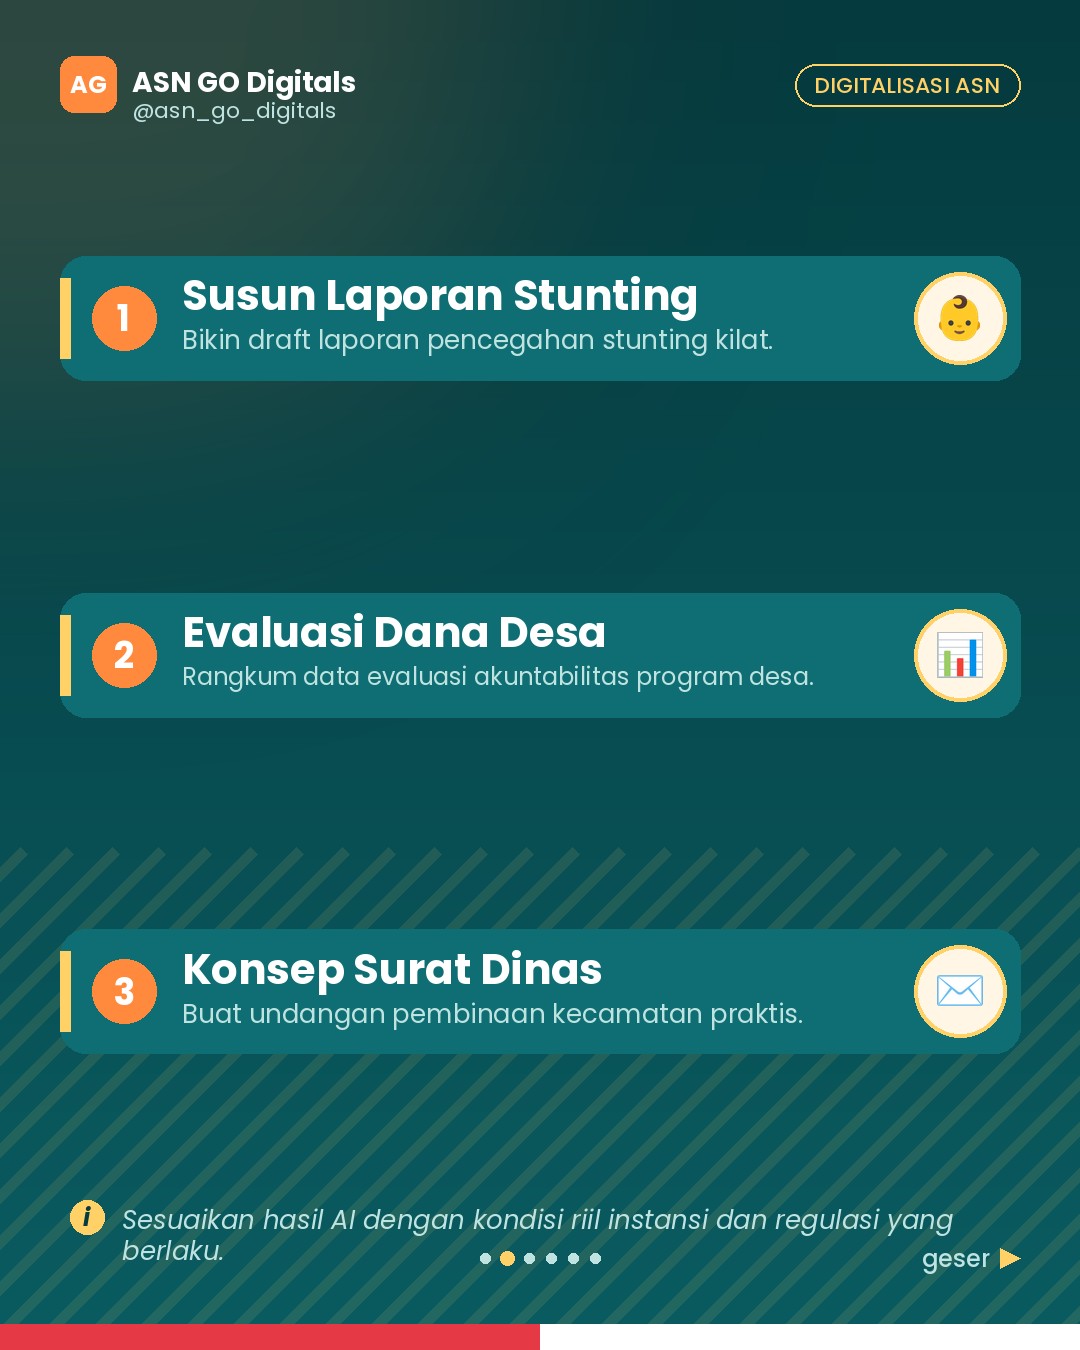 AG
ASN GO Digitals
@asn_go_digitals
DIGITALISASI ASN
1
Susun Laporan Stunting
Bikin draft laporan pencegahan stunting kilat.
2
Evaluasi Dana Desa
Rangkum data evaluasi akuntabilitas program desa.
3
Konsep Surat Dinas
Buat undangan pembinaan kecamatan praktis.
i
Sesuaikan hasil AI dengan kondisi riil instansi dan regulasi yang
berlaku.
geser